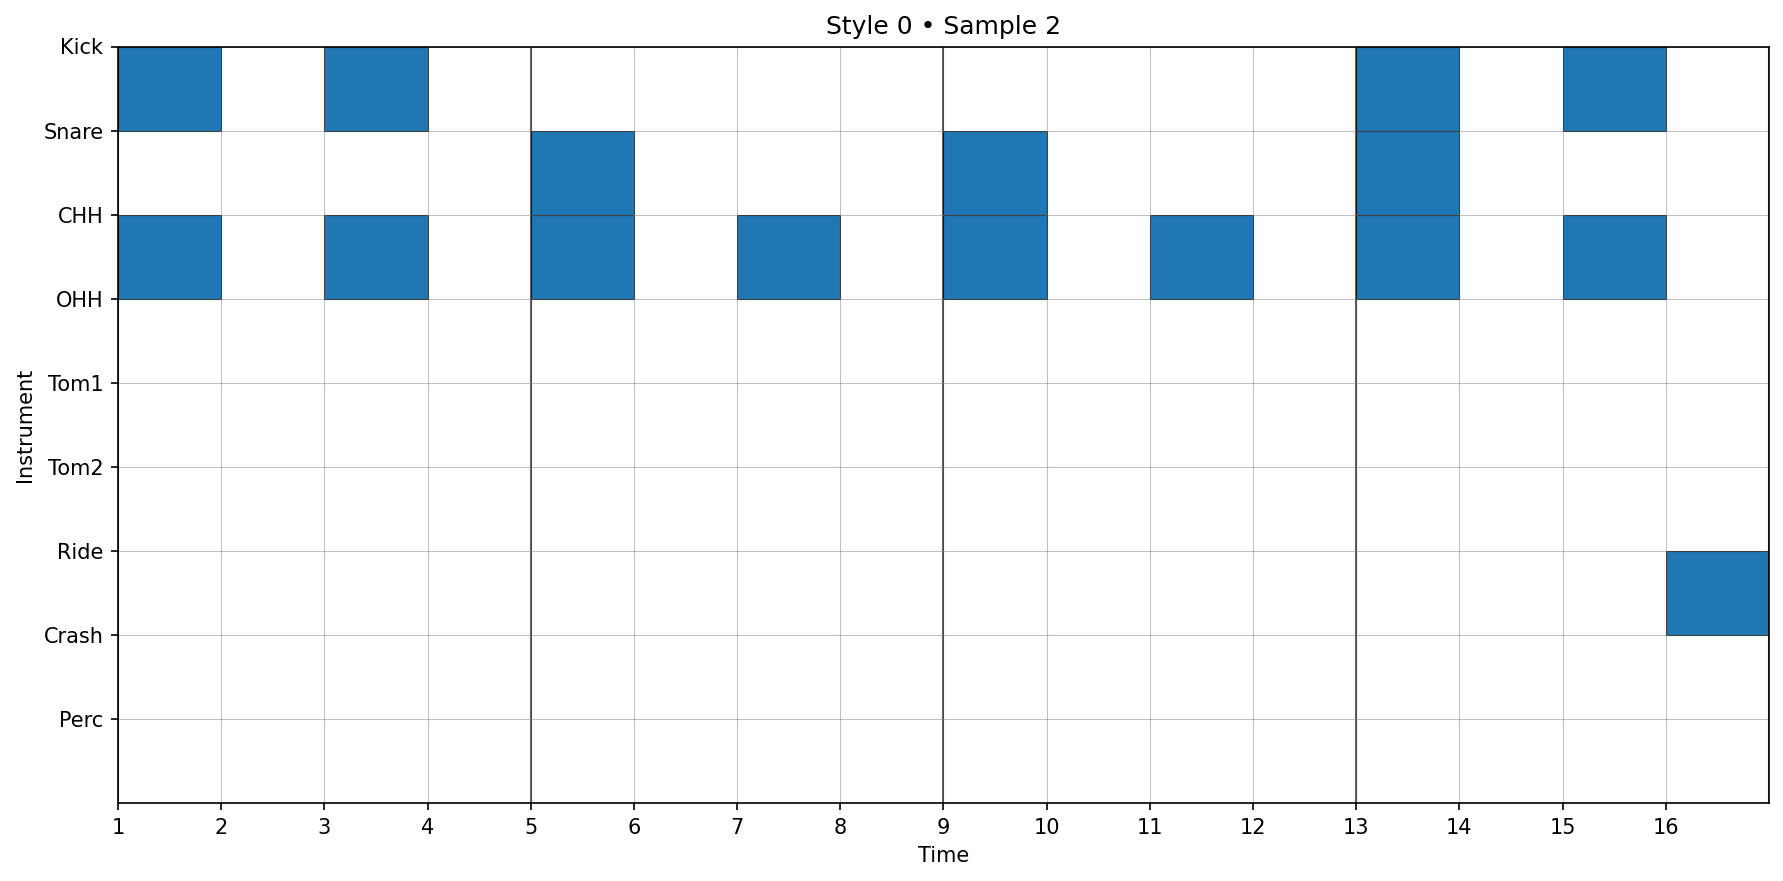 Style 0 • Sample 2
Kick
Snare
CHH
OHH
Tom1
Tom2
Ride
Crash
Perc
Instrument
1 2 3 4 5 6 7 8 9 10 11 12 13 14 15 16
Time